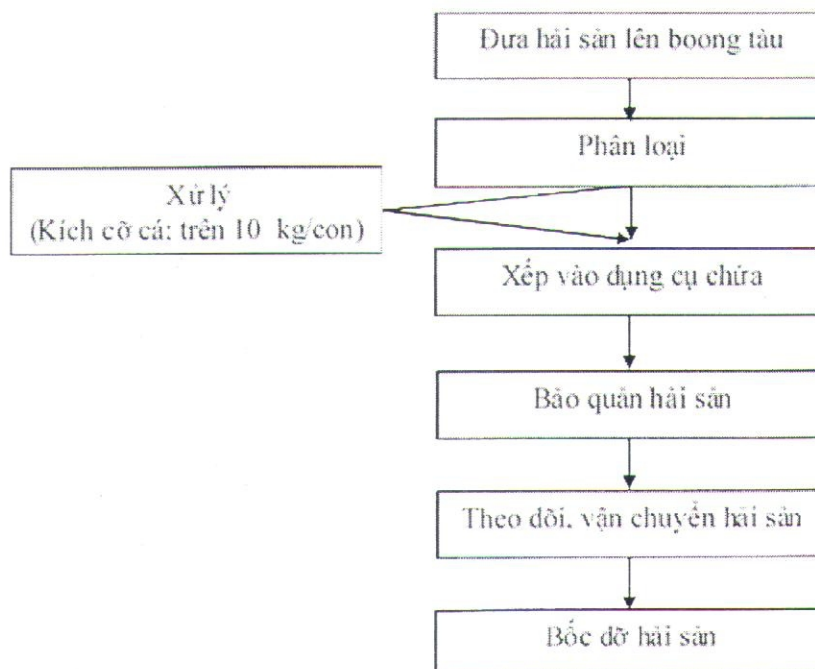 Đưa hải sản lên boong tàu
Phân loại
Xử lý
(Kích cỡ cá: trên 10 kg/con)
Xếp vào dụng cụ chứa
Bảo quản hải sản
Theo dõi, vận chuyển hải sản
Bốc dỡ hải sản